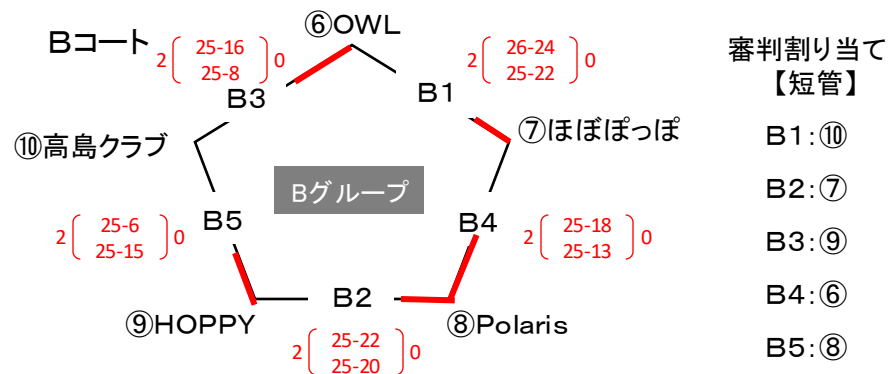 ⑥OWL
Bコート
2 25-16 0
25-8
2 26-24 0
25-22
審判割り当て
【短管】
B3
B1
⑩高島クラブ
⑦ほぼぽっぽ
B1:⑩
Bグループ
B2:⑦
2 25-6 0
25-15
B5
B4
2 25-18 0
25-13
B3:⑨
B2
B4:⑥
⑨HOPPY
⑧Polaris
2 25-22 0
25-20
B5:⑧